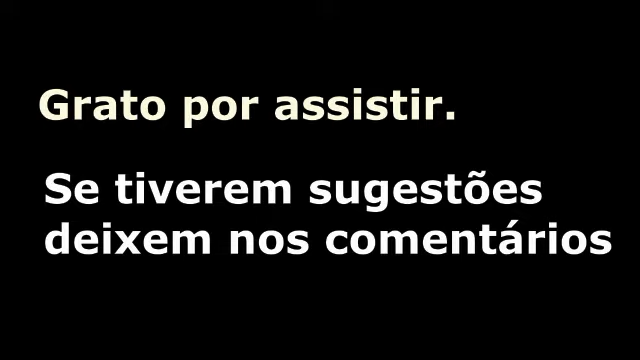 Grato por assistir.
Se tiverem sugestões
deixem nos comentários